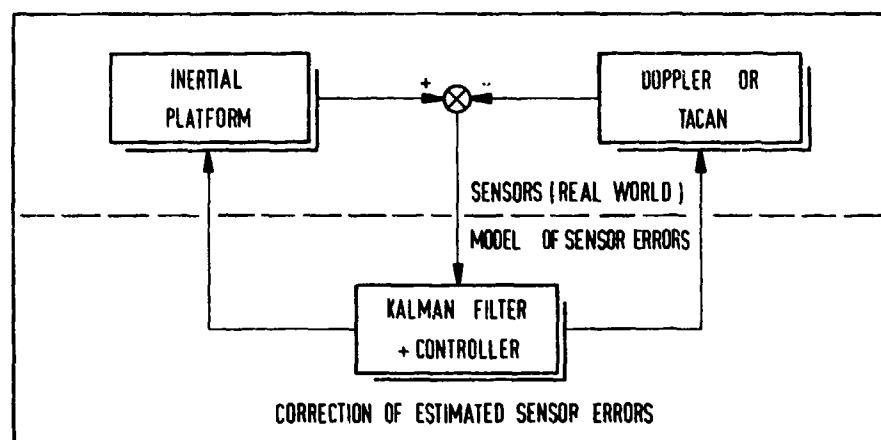 INERTIAL
PLATFORM
+
--
DOPPLER OR
TACAN
SENSORS (REAL WORLD)
MODEL OF SENSOR ERRORS
KALMAN FILTER
+ CONTROLLER
CORRECTION OF ESTIMATED SENSOR ERRORS